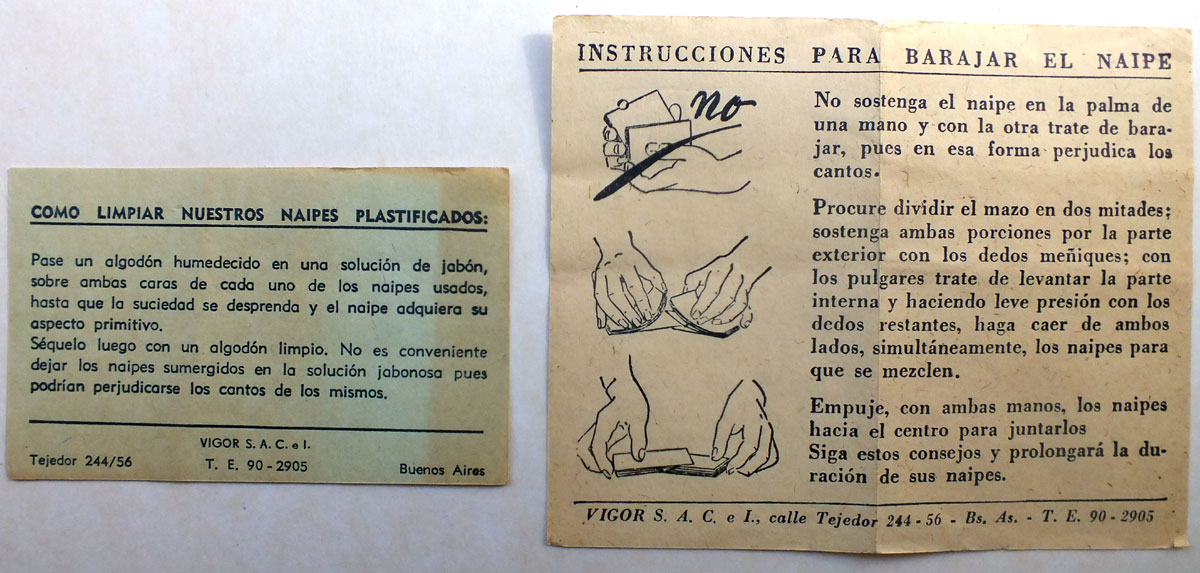 COMO LIMPIAR NUESTROS NAIPES PLASTIFICADOS:
Pase un algodón humedecido en una solución de jabón,
sobre ambas caras de cada uno de los naipes usados,
hasta que la suciedad se desprenda y el naipe adquiera su
aspecto primitivo.
Séquelo luego con un algodón limpio. No es conveniente
dejar los naipes sumergidos en la solución jabonosa pues
podrían perjudicarse los cantos de los mismos.
VIGOR S. A. C. e I.
Tejedor 244/56 T. E. 90-2905 Buenos Aires
INSTRUCCIONES PARA BARAJAR EL NAIPE
no
No sostenga el naipe en la palma de
una mano y con la otra trate de bara-
jar, pues en esa forma perjudica los
cantos.
Procure dividir el mazo en dos mitades;
sostenga ambas porciones por la parte
exterior con los dedos meñiques; con
los pulgares trate de levantar la parte
interna y haciendo leve presión con los
dedos restantes, haga caer de ambos
lados, simultáneamente, los naipes para
que se mezclen.
Empuje, con ambas manos, los naipes
hacia el centro para juntarlos
Siga estos consejos y prolongará la du-
ración de sus naipes.
VIGOR S. A. C. e I., calle Tejedor 244-56 - Bs. As. - T. E. 90-2905